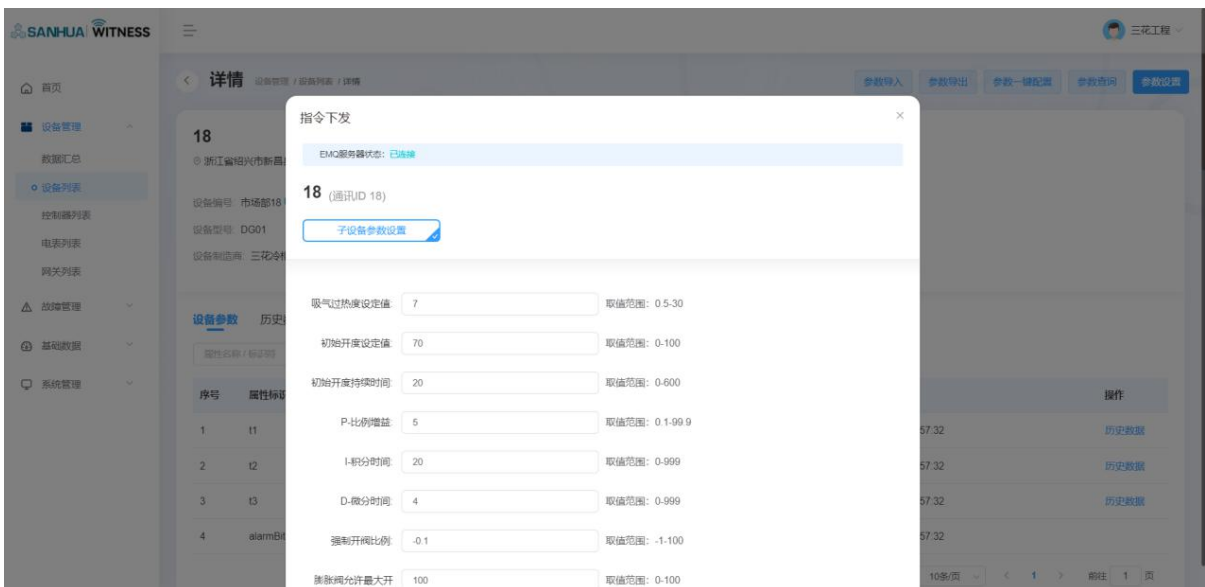 SANHUA WITNESS
三花工程
首页
设备管理
数据汇总
设备列表
控制器列表
电表列表
网关列表
故障管理
基础数据
系统管理
详情 设备管理 / 设备列表 / 详情
参数导入 参数导出 参数一键配置 参数查询 参数设置
18
浙江省绍兴市新昌
设备编号: 市场部18
设备型号: DG01
设备制造商: 三花冷
设备参数 历史
属性名称 / 标识符
序号 属性标识 操作
1 t1 57:32 历史数据
2 t2 57:32 历史数据
3 t3 57:32 历史数据
4 alarmBit 57:32
10条/页 1 前往 1 页
指令下发
EMQ服务器状态: 已连接
18 (通讯ID 18)
子设备参数设置
吸气过热度设定值: 7 取值范围: 0.5-30
初始开度设定值: 70 取值范围: 0-100
初始开度持续时间: 20 取值范围: 0-600
P-比例增益: 5 取值范围: 0.1-99.9
I-积分时间: 20 取值范围: 0-999
D-微分时间: 4 取值范围: 0-999
强制开阀比例: -0.1 取值范围: -1-100
膨胀阀允许最大开 100 取值范围: 0-100